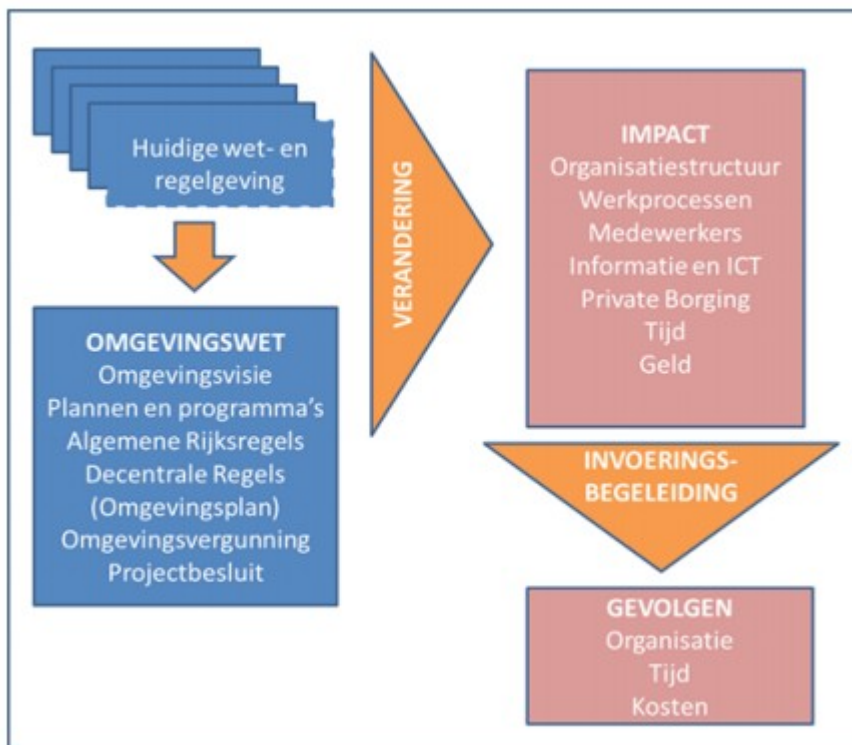 Huidige wet- en
regelgeving
OMGEVINGSWET
Omgevingsvisie
Plannen en programma's
Algemene Rijksregels
Decentrale Regels
(Omgevingsplan)
Omgevingsvergunning
Projectbesluit
VERANDERING
IMPACT
Organisatiestructuur
Werkprocessen
Medewerkers
Informatie en ICT
Private Borging
Tijd
Geld
INVOERINGS-
BEGELEIDING
GEVOLGEN
Organisatie
Tijd
Kosten